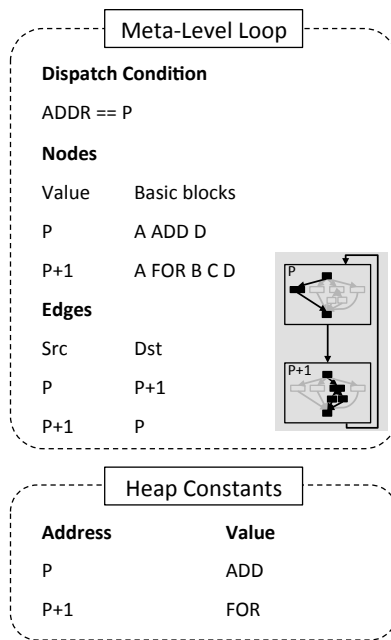 Meta-Level Loop
Dispatch Condition
ADDR == P
Nodes
Value Basic blocks
P A ADD D
P+1 A FOR B C D
Edges
Src Dst
P P+1
P+1 P
P
P+1
Heap Constants
Address Value
P ADD
P+1 FOR